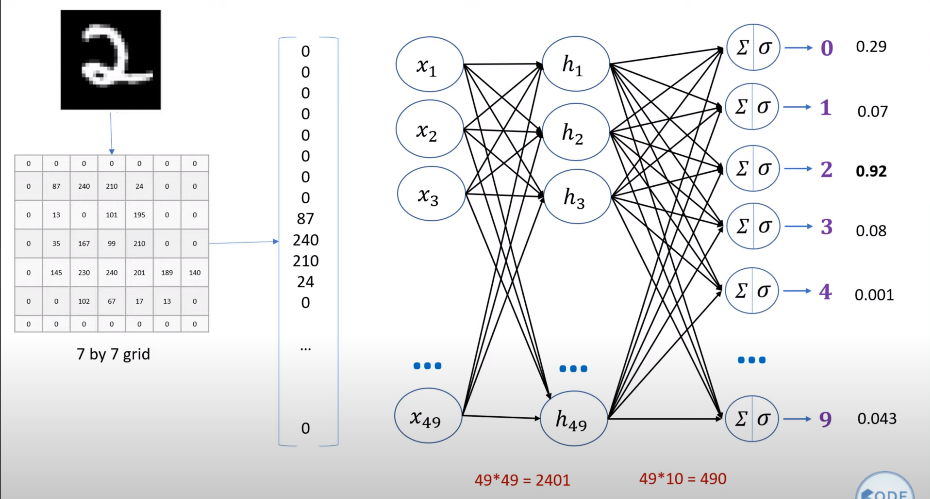 0 0 0 0 0 0 0
0 87 240 210 24 0 0
0 13 0 101 195 0 0
0 35 167 99 210 0 0
0 145 230 240 201 189 140
0 0 102 67 17 13 0
0 0 0 0 0 0 0
7 by 7 grid
0
0
0
0
0
0
0
0
87
240
210
24
0
...
0
x₁
x₂
x₃
...
x₄₉
h₁
h₂
h₃
...
h₄₉
Σ σ 0 0.29
Σ σ 1 0.07
Σ σ 2 0.92
Σ σ 3 0.08
Σ σ 4 0.001
...
Σ σ 9 0.043
49*49 = 2401
49*10 = 490
CODE